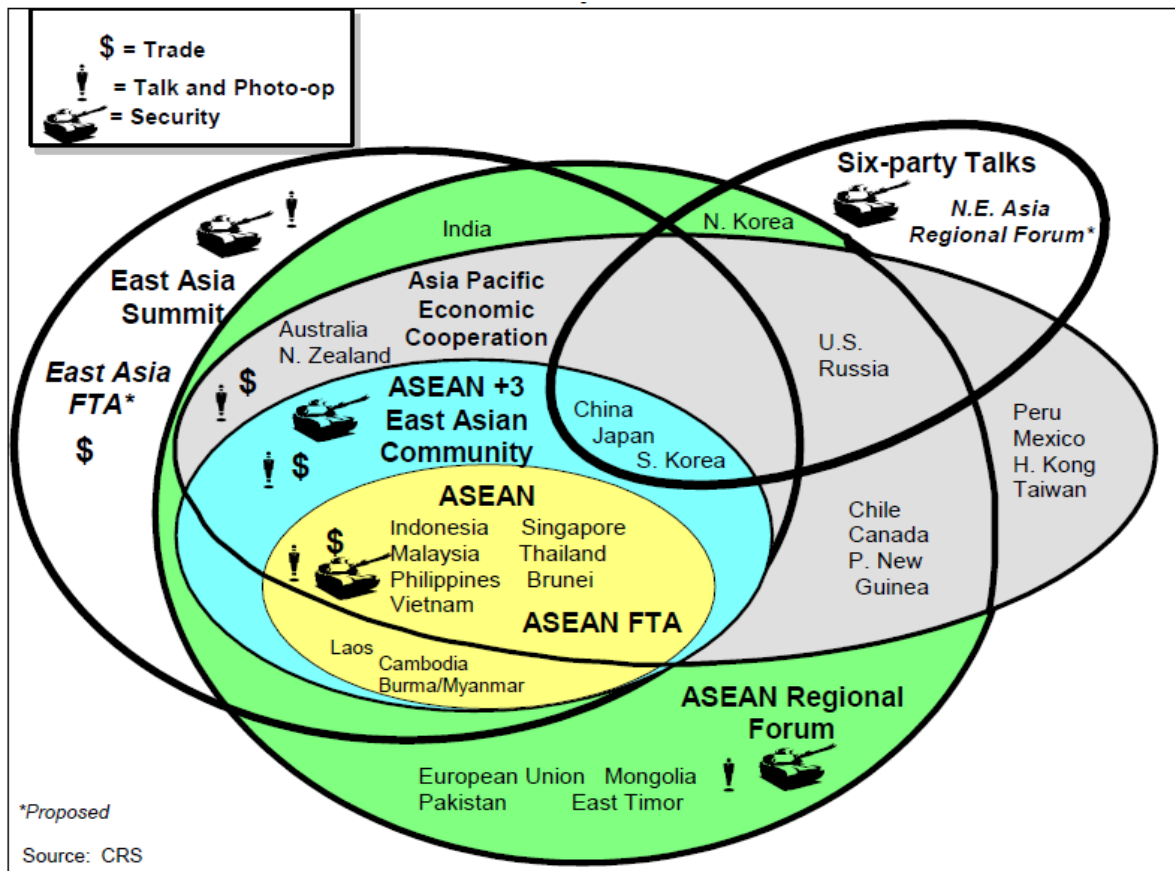 $ = Trade
= Talk and Photo-op
= Security
Six-party Talks
N.E. Asia
Regional Forum*
N. Korea
India
East Asia
Summit
East Asia
FTA*
$
Asia Pacific
Economic
Cooperation
Australia
N. Zealand
$
U.S.
Russia
ASEAN +3
East Asian
Community
$
China
Japan
S. Korea
Peru
Mexico
H. Kong
Taiwan
Chile
Canada
P. New
Guinea
ASEAN
Indonesia Singapore
$
Malaysia Thailand
Philippines Brunei
Vietnam
ASEAN FTA
Laos
Cambodia
Burma/Myanmar
ASEAN Regional
Forum
European Union Mongolia
Pakistan East Timor
*Proposed
Source: CRS